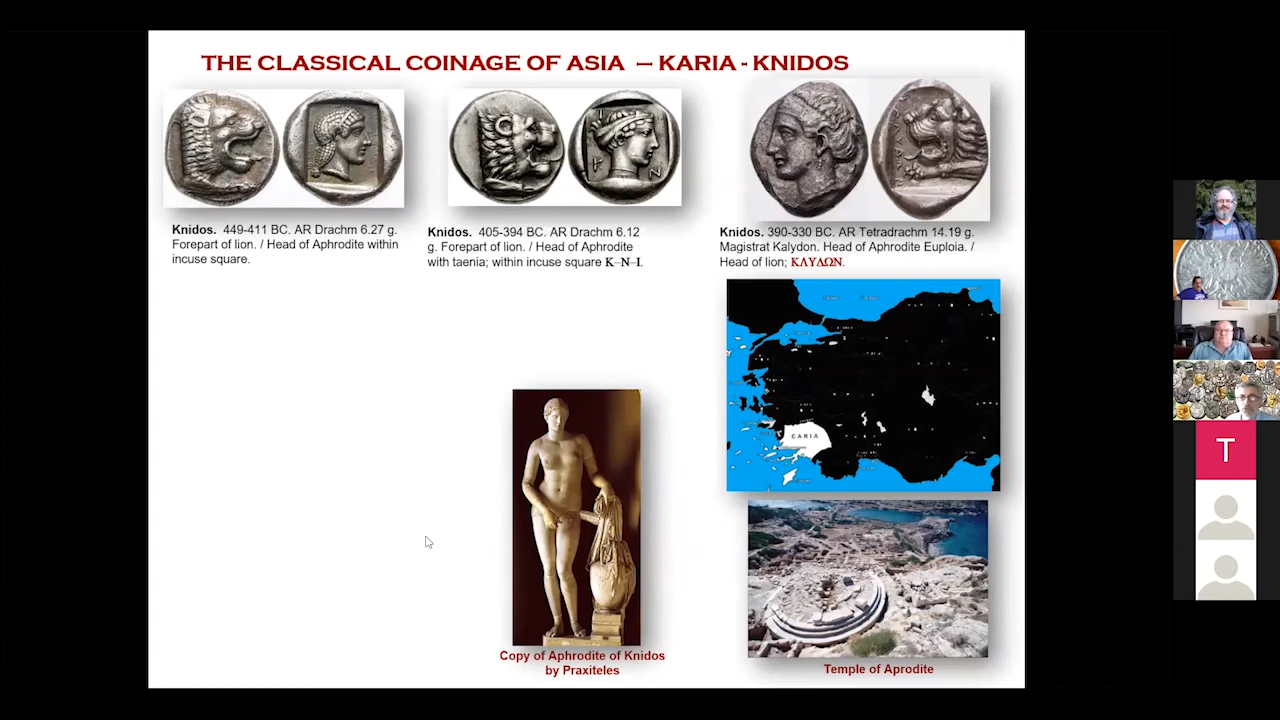 THE CLASSICAL COINAGE OF ASIA – KARIA - KNIDOS
Knidos. 449-411 BC. AR Drachm 6.27 g.
Forepart of lion. / Head of Aphrodite within
incuse square.
Knidos. 405-394 BC. AR Drachm 6.12
g. Forepart of lion. / Head of Aphrodite
with taenia; within incuse square Κ–Ν–Ι.
Knidos. 390-330 BC. AR Tetradrachm 14.19 g.
Magistrat Kalydon. Head of Aphrodite Euploia. /
Head of lion; ΚΛΥΔΩΝ.
CARIA
Copy of Aphrodite of Knidos
by Praxiteles
Temple of Aprodite
T